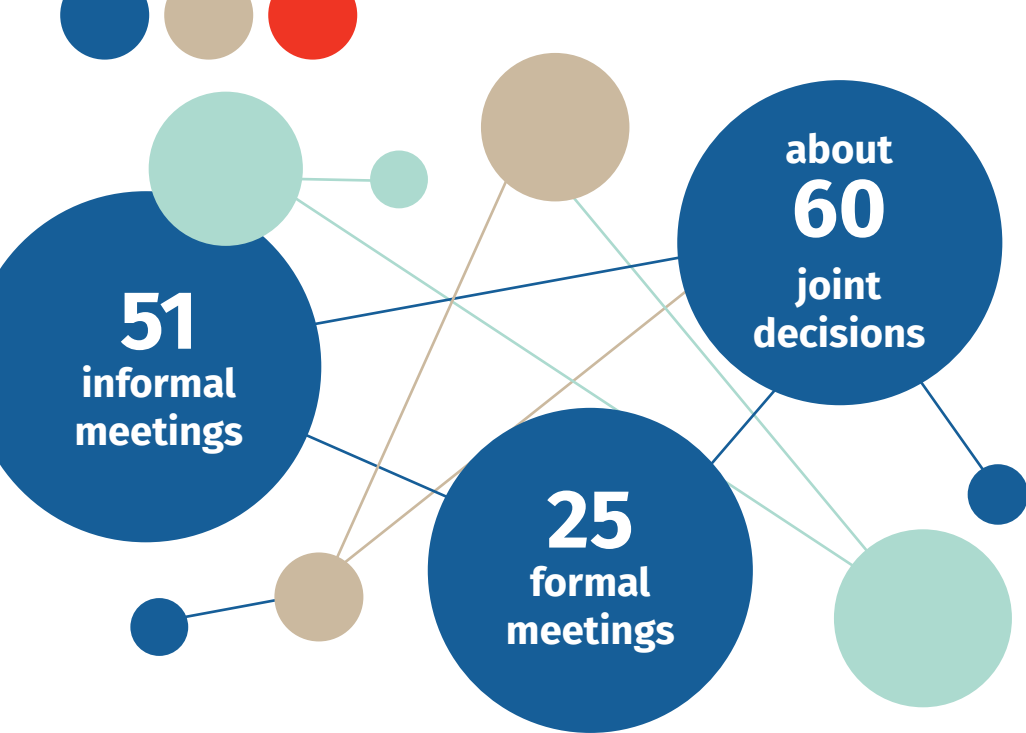 51
informal
meetings
about
60
joint
decisions
25
formal
meetings